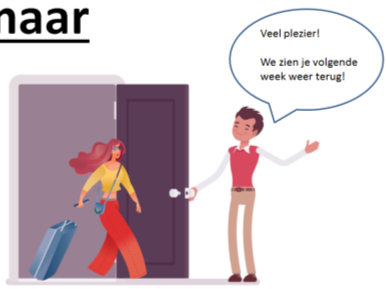 naar
Veel plezier!
We zien je volgende
week weer terug!